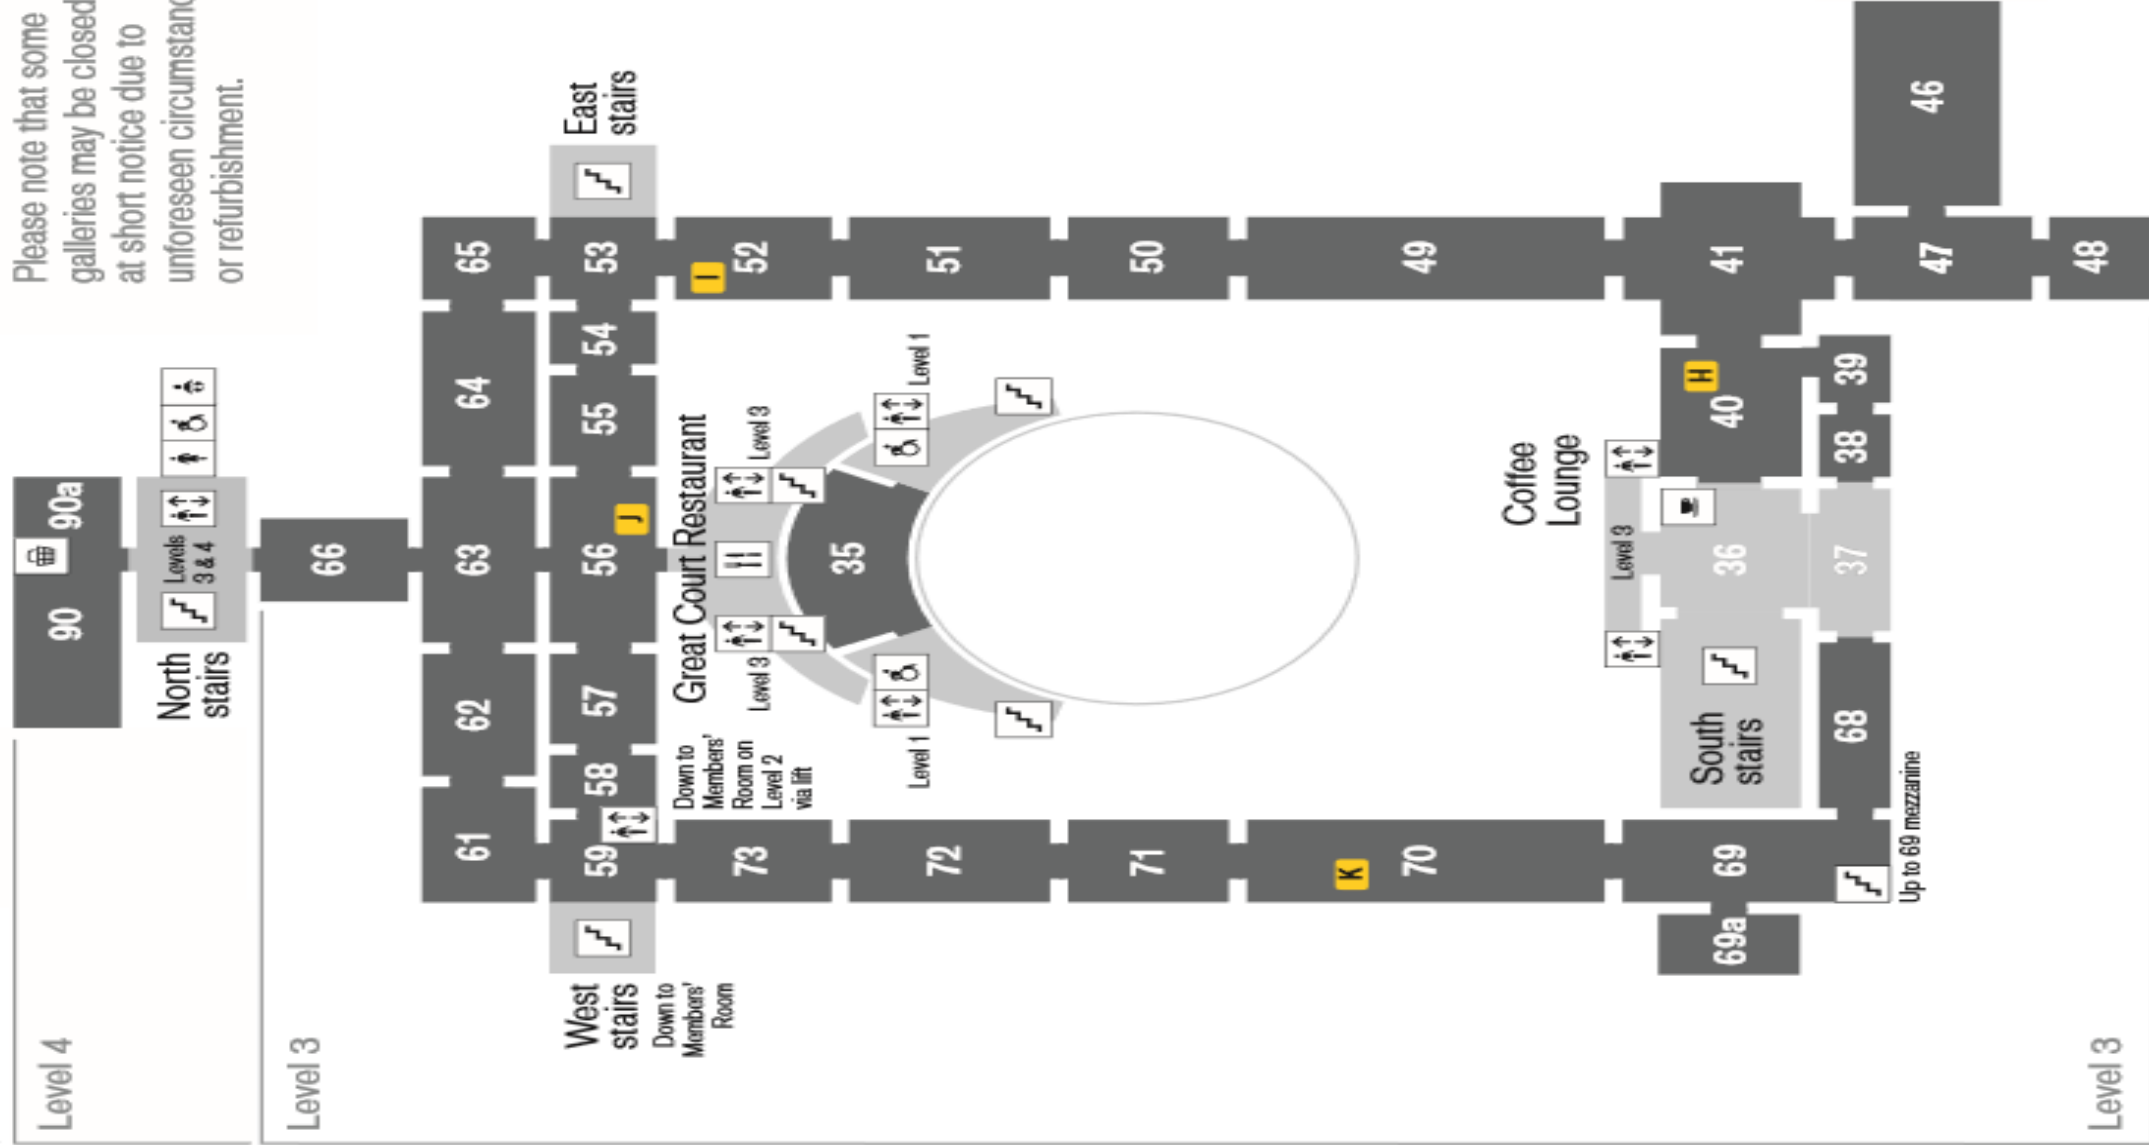 Please note that some
galleries may be closed
at short notice due to
unforeseen circumstanc
or refurbishment.
Level 4
90
90a
North
stairs
Levels
3 & 4
Level 3
66
61
62
63
64
65
West
stairs
59
58
57
56
J
55
54
53
East
stairs
Down to
Members'
Room
Down to
Members'
Room on
Level 2
via lift
Great Court Restaurant
Level 3
Level 3
73
I
52
35
72
51
Level 1
Level 1
71
50
K
70
49
Coffee
Lounge
Level 3
69a
69
South
stairs
36
40
H
41
68
37
38
39
Up to 69 mezzanine
47
46
48
Level 3